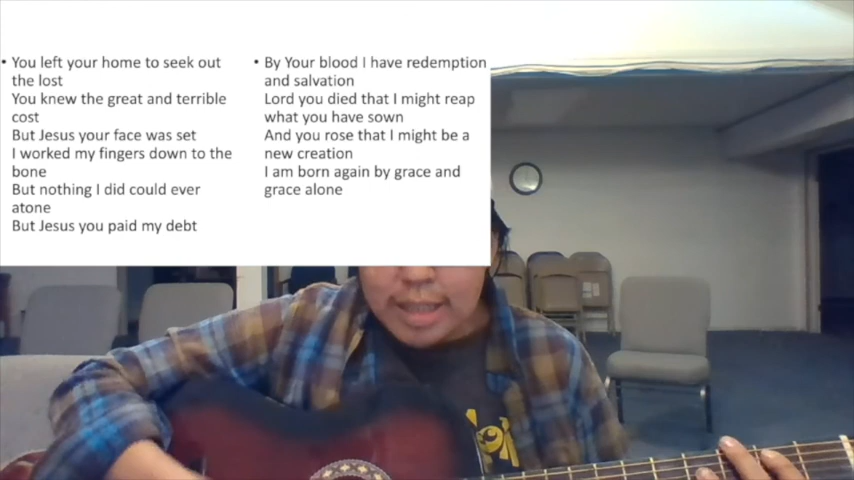 • You left your home to seek out
the lost
You knew the great and terrible
cost
But Jesus your face was set
I worked my fingers down to the
bone
But nothing I did could ever
atone
But Jesus you paid my debt
• By Your blood I have redemption
and salvation
Lord you died that I might reap
what you have sown
And you rose that I might be a
new creation
I am born again by grace and
grace alone